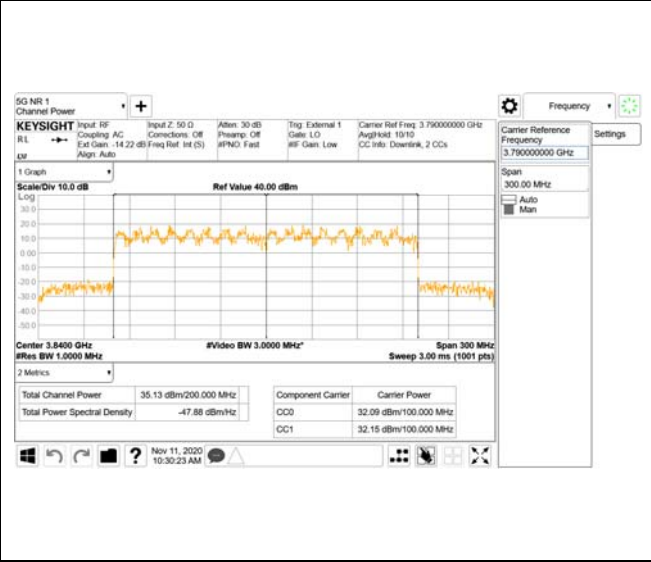 5G NR 1
Channel Power
+
Frequency
KEYSIGHT
RL
Input: RF
Coupling: AC
Ext Gain: -14.22 dB
Align: Auto
Input Z: 50 Ω
Corrections: Off
Freq Ref: Int (S)
Atten: 30 dB
Preamp: Off
#PNO: Fast
Trig: External 1
Gate: LO
#IF Gain: Low
Carrier Ref Freq: 3.790000000 GHz
Avg|Hold: 10/10
CC Info: Downlink, 2 CCs
Carrier Reference
Frequency
3.790000000 GHz
Settings
Span
300.00 MHz
Auto
Man
1 Graph
Scale/Div 10.0 dB
Ref Value 40.00 dBm
Log
30.0
20.0
10.0
0.00
-10.0
-20.0
-30.0
-40.0
-50.0
Center 3.8400 GHz
#Video BW 3.0000 MHz*
Span 300 MHz
#Res BW 1.0000 MHz
Sweep 3.00 ms (1001 pts)
2 Metrics
Total Channel Power
35.13 dBm/200.000 MHz
Total Power Spectral Density
-47.88 dBm/Hz
Component Carrier
Carrier Power
CC0
32.09 dBm/100.000 MHz
CC1
32.15 dBm/100.000 MHz
?
Nov 11, 2020
10:30:23 AM